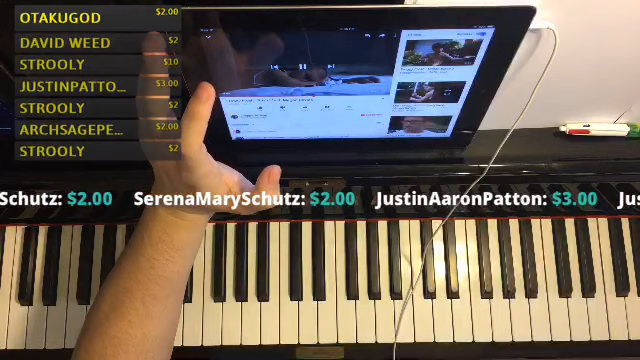 OTAKUGOD $2.00
DAVID WEED $2
STROOLY $10
JUSTINPATTO... $3.00
STROOLY $2
ARCHSAGEPE... $2.00
STROOLY $2
Schutz: $2.00 SerenaMarySchutz: $2.00 JustinAaronPatton: $3.00 Jus